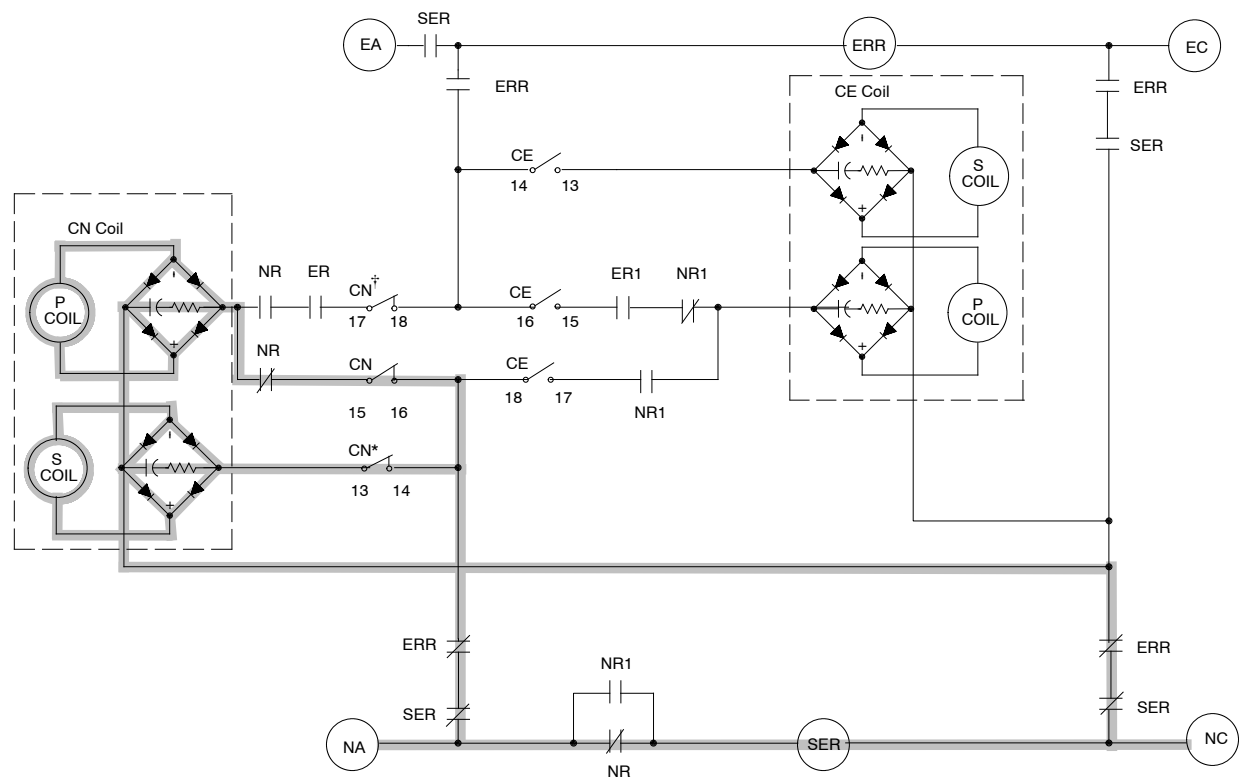 SER
EA
ERR
EC
ERR
ERR
CE Coil
SER
CE
S
COIL
14 13
CN Coil
NR ER CN†
CE
ER1 NR1
P
COIL
P
COIL
17 18
16 15
NR
CN
CE
15 16
18 17
NR1
S
COIL
CN*
13 14
ERR
ERR
NR1
SER
SER
NA
SER
NC
NR